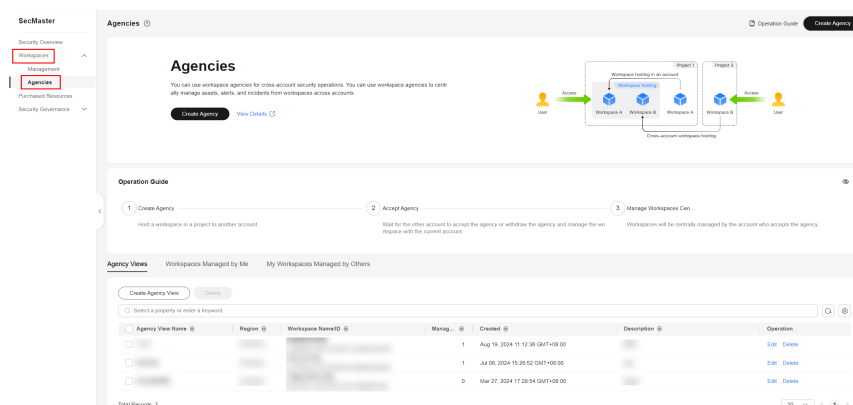 SecMaster
Agencies
Operation Guide
Create Agency
Security Overview
Workspaces
Management
Agencies
Purchased Resources
Security Governance
Agencies
You can use workspace agencies for cross-account security operations. You can use workspace agencies to centr
ally manage assets, alerts, and incidents from workspaces across accounts.
Create Agency
View Details
Project 1
Project 2
Workspace hosting in an account
Workspace hosting
Access
Access
User
Workspace A
Workspace B
Workspace A
Workspace B
User
Cross-account workspace hosting
Operation Guide
1 Create Agency
Host a workspace in a project to another account.
2 Accept Agency
Wait for the other account to accept the agency or withdraw the agency and manage the wo
rkspace with the current account.
3 Manage Workspaces Cen...
Workspaces will be centrally managed by the account who accepts the agency.
Agency Views
Workspaces Managed by Me
My Workspaces Managed by Others
Create Agency View
Delete
Select a property or enter a keyword.
Agency View Name
Region
Workspace Name/ID
Manag...
Created
Description
Operation
1 Aug 19, 2024 11:12:36 GMT+08:00 Edit Delete
1 Jul 08, 2024 15:26:52 GMT+08:00 Edit Delete
0 Mar 27, 2024 17:28:54 GMT+08:00 Edit Delete
Total Records: 3
10
1